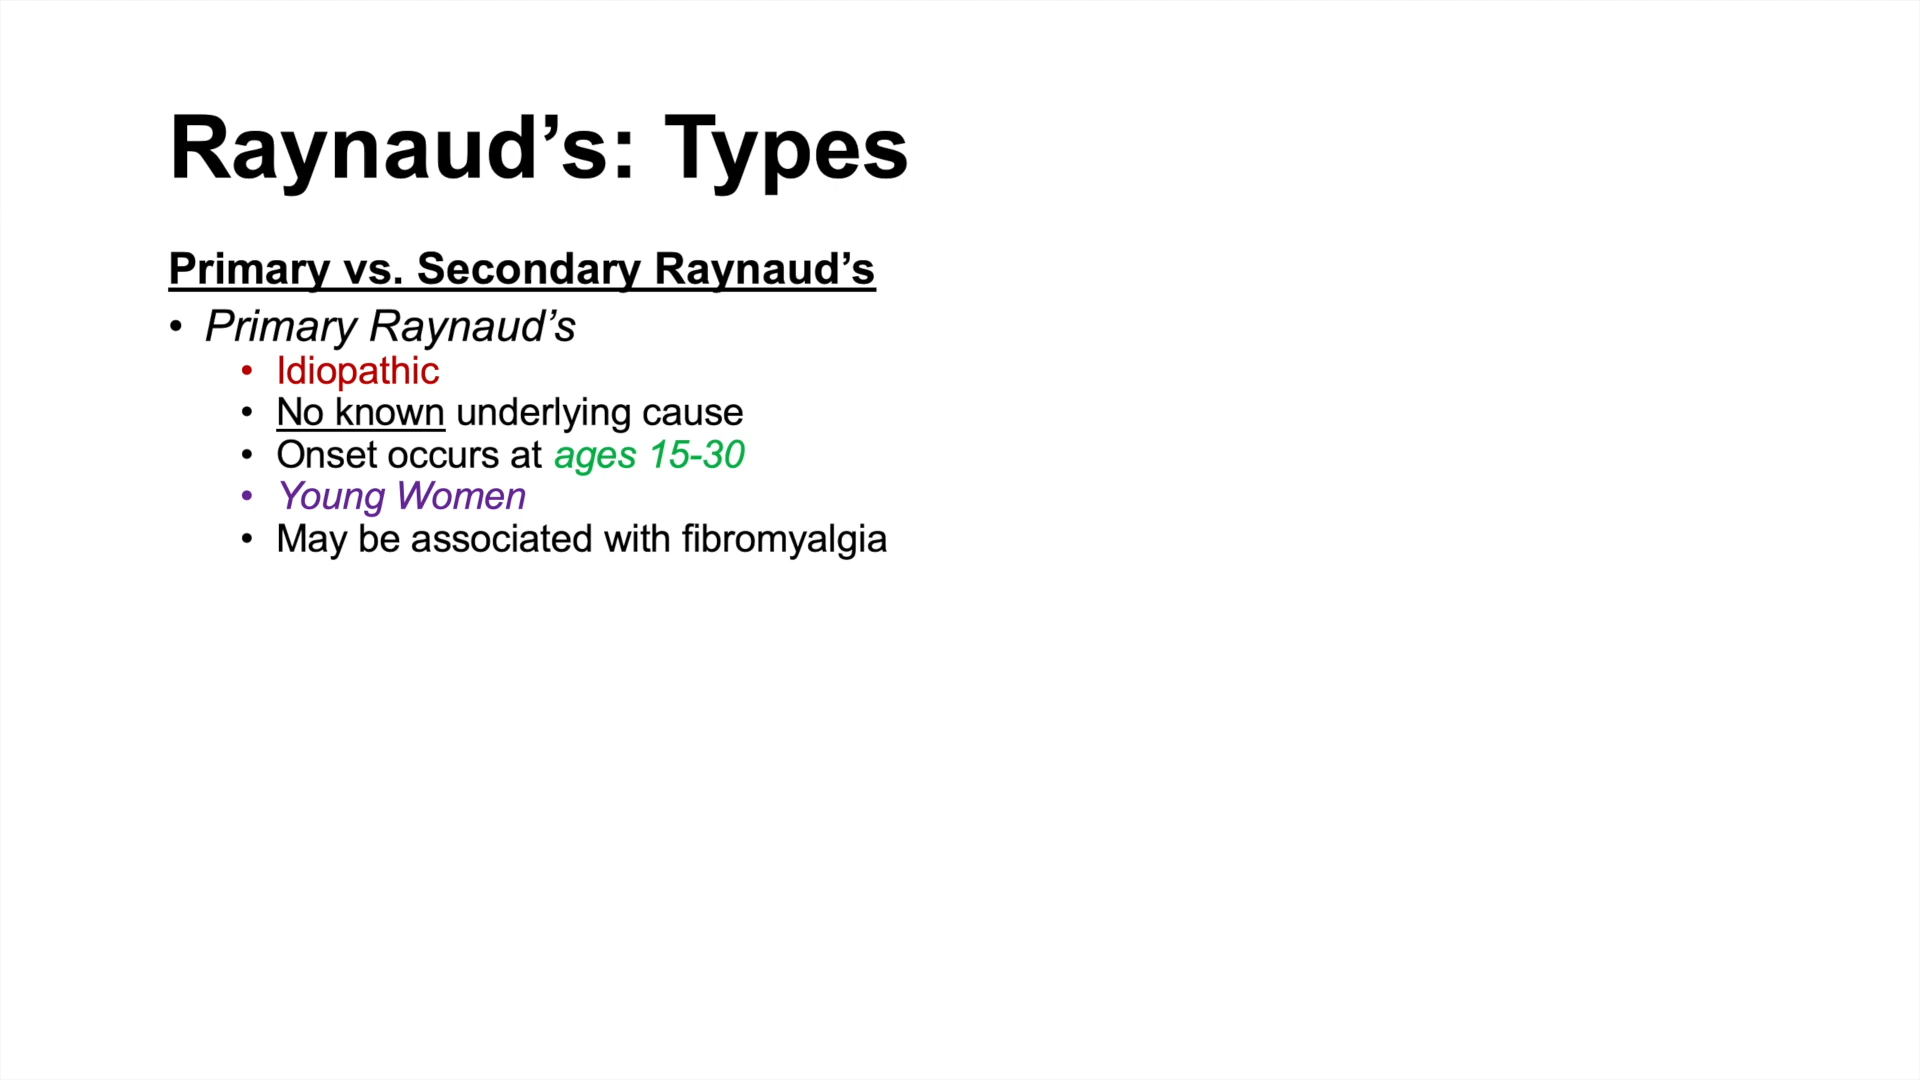 Raynaud’s: Types
Primary vs. Secondary Raynaud’s
• Primary Raynaud’s
• Idiopathic
• No known underlying cause
• Onset occurs at ages 15-30
• Young Women
• May be associated with fibromyalgia